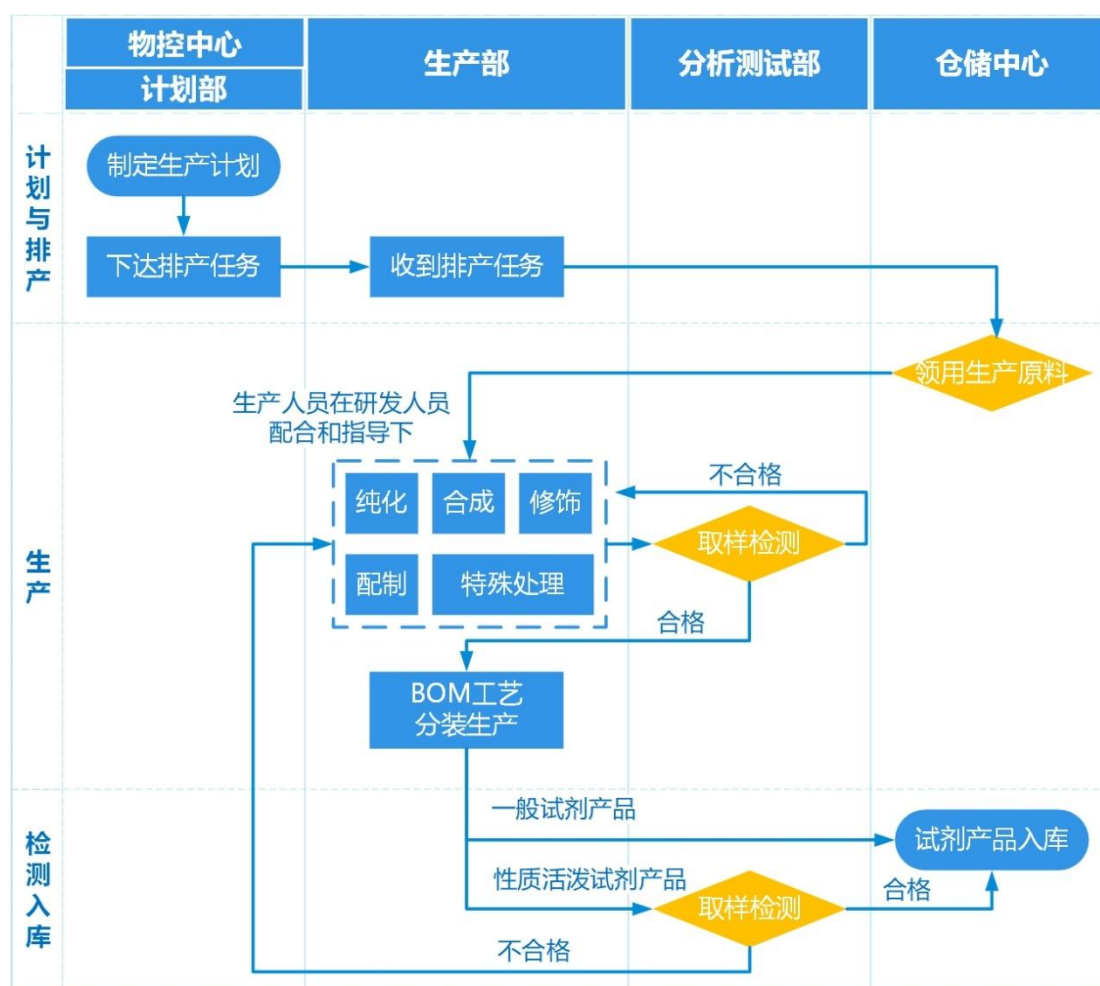 物控中心
计划部
生产部
分析测试部
仓储中心
计划与排产
制定生产计划
下达排产任务
收到排产任务
生产
领用生产原料
生产人员在研发人员
配合和指导下
纯化
合成
修饰
配制
特殊处理
不合格
取样检测
合格
BOM工艺
分装生产
检测入库
一般试剂产品
试剂产品入库
性质活泼试剂产品
取样检测
合格
不合格